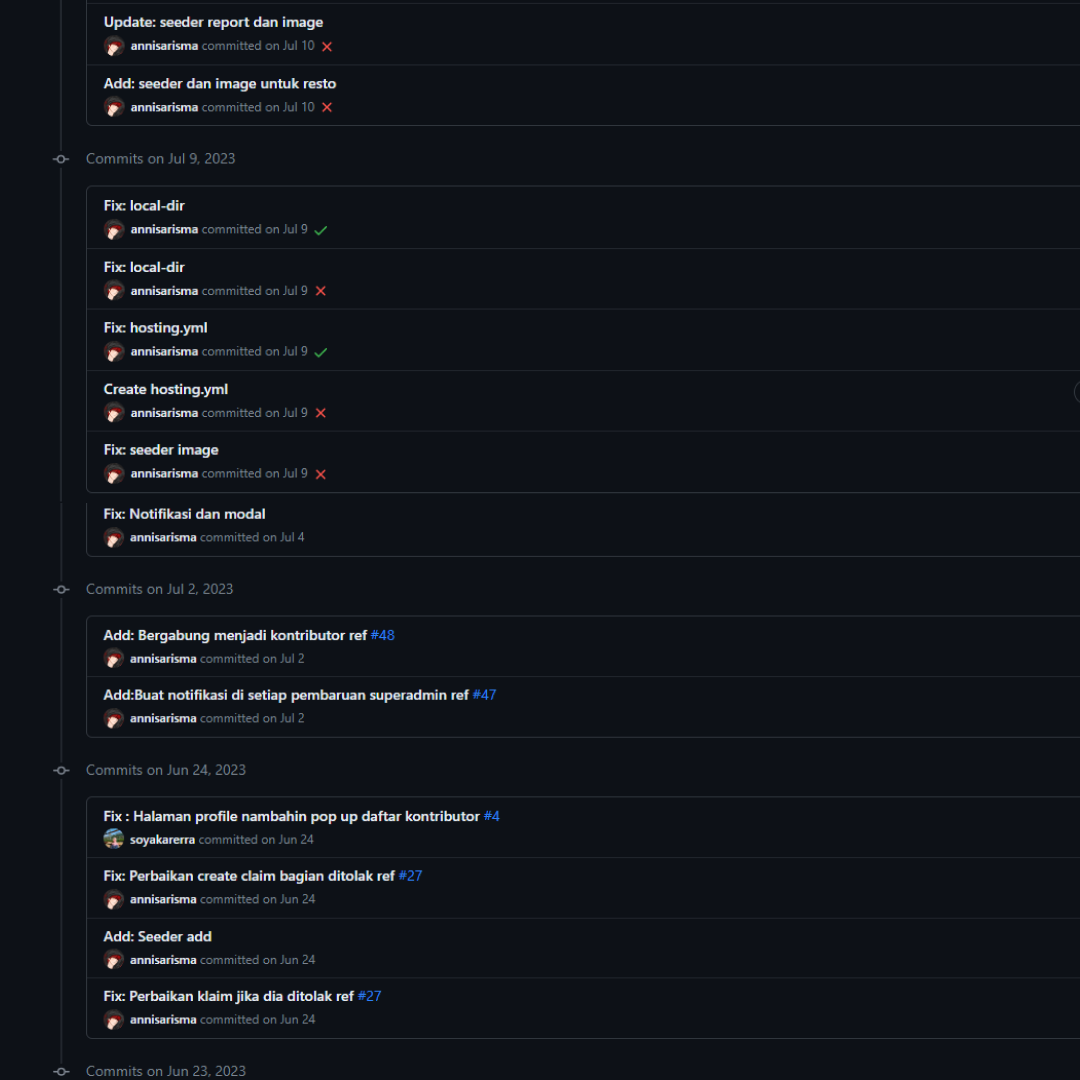 Update: seeder report dan image
annisarisma committed on Jul 10
Add: seeder dan image untuk resto
annisarisma committed on Jul 10
Commits on Jul 9, 2023
Fix: local-dir
annisarisma committed on Jul 9
Fix: local-dir
annisarisma committed on Jul 9
Fix: hosting.yml
annisarisma committed on Jul 9
Create hosting.yml
annisarisma committed on Jul 9
Fix: seeder image
annisarisma committed on Jul 9
Fix: Notifikasi dan modal
annisarisma committed on Jul 4
Commits on Jul 2, 2023
Add: Bergabung menjadi kontributor ref #48
annisarisma committed on Jul 2
Add:Buat notifikasi di setiap pembaruan superadmin ref #47
annisarisma committed on Jul 2
Commits on Jun 24, 2023
Fix : Halaman profile nambahin pop up daftar kontributor #4
soyakarerra committed on Jun 24
Fix: Perbaikan create claim bagian ditolak ref #27
annisarisma committed on Jun 24
Add: Seeder add
annisarisma committed on Jun 24
Fix: Perbaikan klaim jika dia ditolak ref #27
annisarisma committed on Jun 24
Commits on Jun 23, 2023